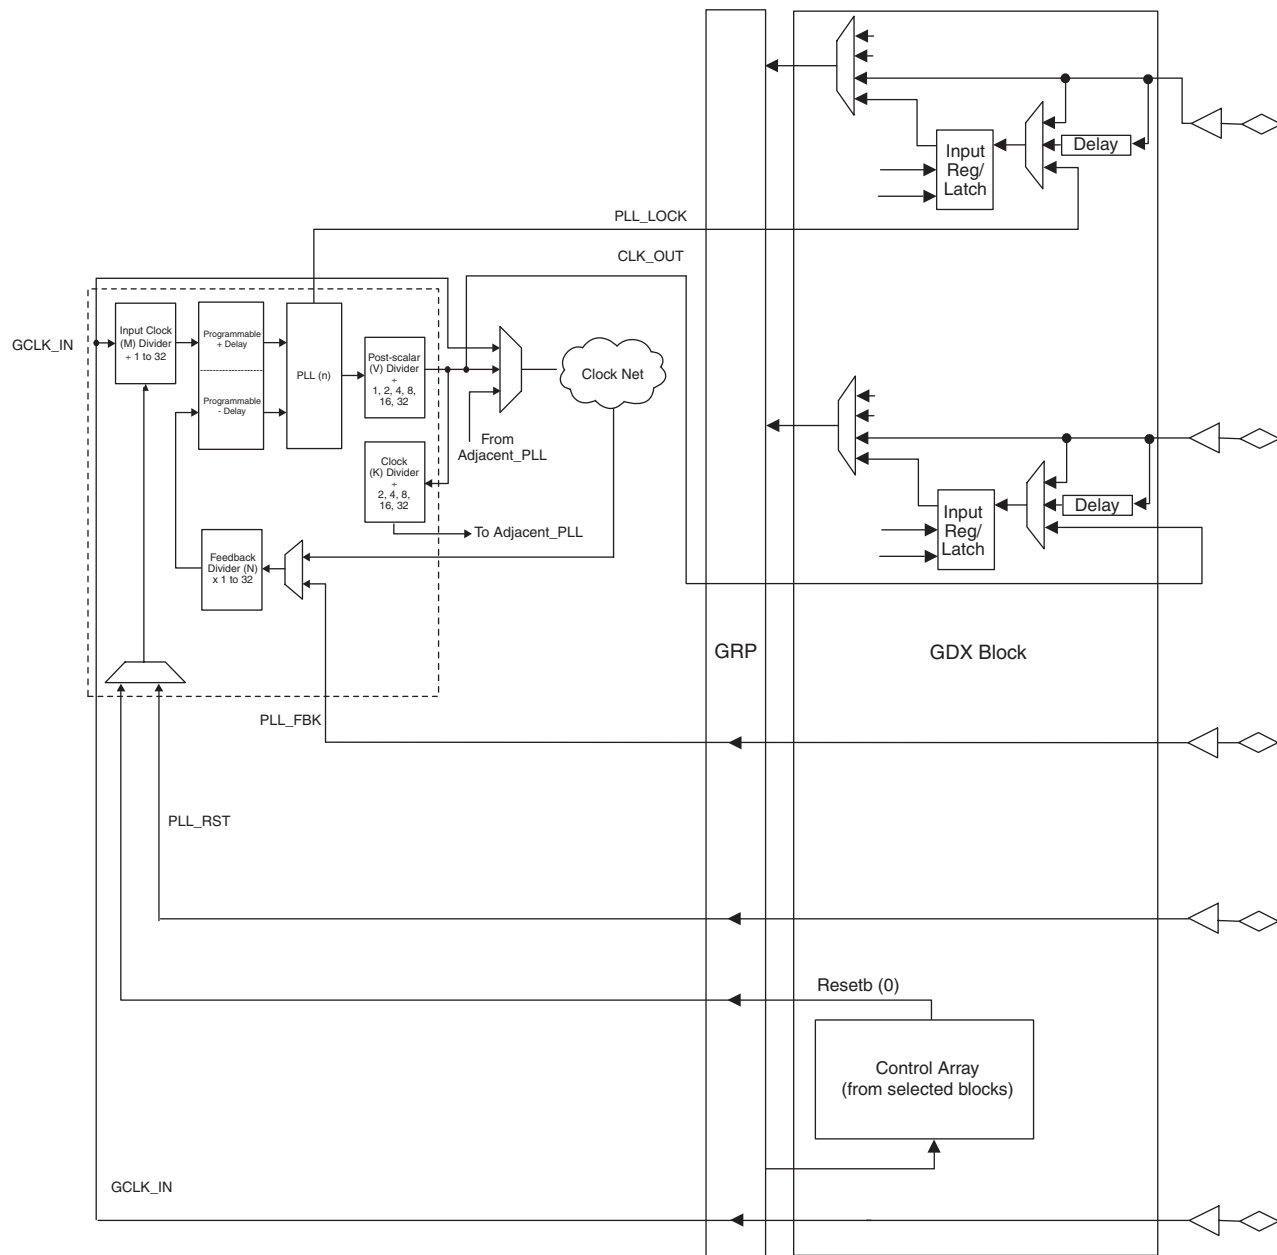 Input
Reg/
Latch
Delay
PLL_LOCK
CLK_OUT
GCLK_IN
Input Clock
(M) Divider
÷ 1 to 32
Programmable
+ Delay
Programmable
- Delay
PLL (n)
Post-scalar
(V) Divider
÷
1, 2, 4, 8,
16, 32
Clock Net
From
Adjacent_PLL
Clock
(K) Divider
÷
2, 4, 8,
16, 32
To Adjacent_PLL
Feedback
Divider (N)
x 1 to 32
Input
Reg/
Latch
Delay
GRP
GDX Block
PLL_FBK
PLL_RST
Resetb (0)
Control Array
(from selected blocks)
GCLK_IN